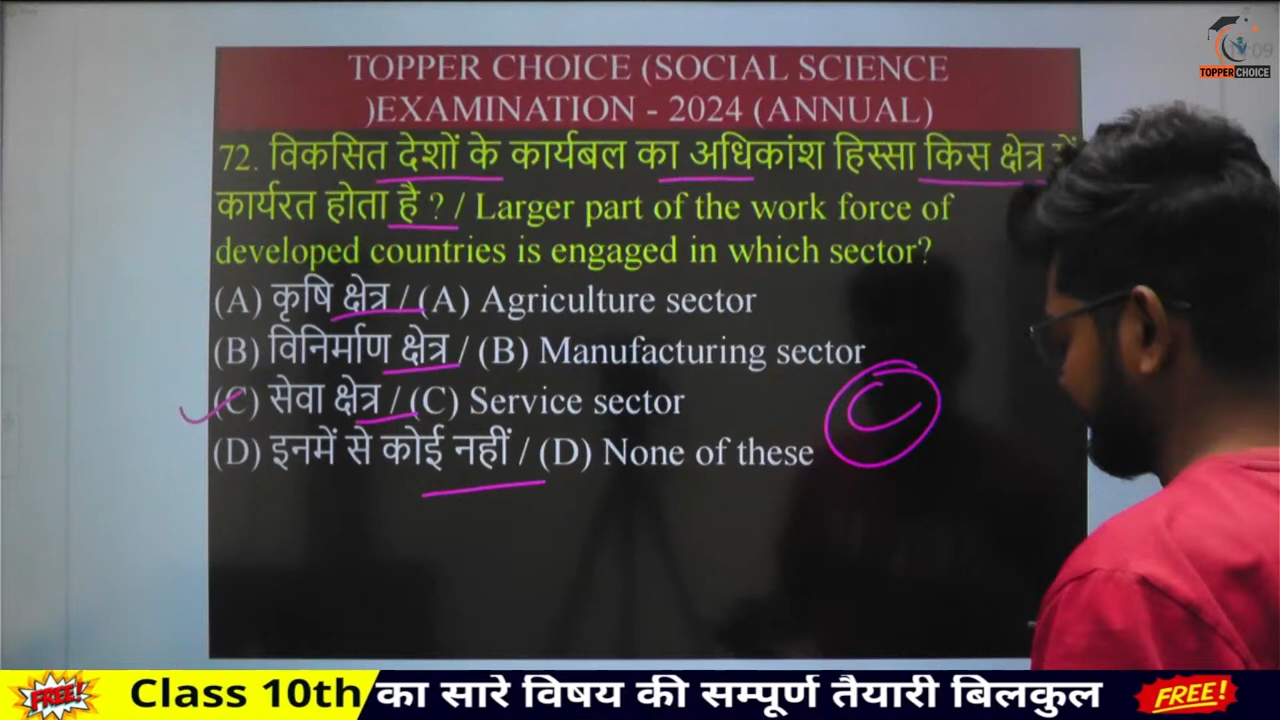 TOPPER CHOICE
TOPPER CHOICE (SOCIAL SCIENCE
)EXAMINATION - 2024 (ANNUAL)
72. विकसित देशों के कार्यबल का अधिकांश हिस्सा किस क्षेत्र में
कार्यरत होता है ? / Larger part of the work force of
developed countries is engaged in which sector?
(A) कृषि क्षेत्र / (A) Agriculture sector
(B) विनिर्माण क्षेत्र / (B) Manufacturing sector
(C) सेवा क्षेत्र / (C) Service sector
(D) इनमें से कोई नहीं / (D) None of these
C
FREE! Class 10th का सारे विषय की सम्पूर्ण तैयारी बिलकुल FREE!